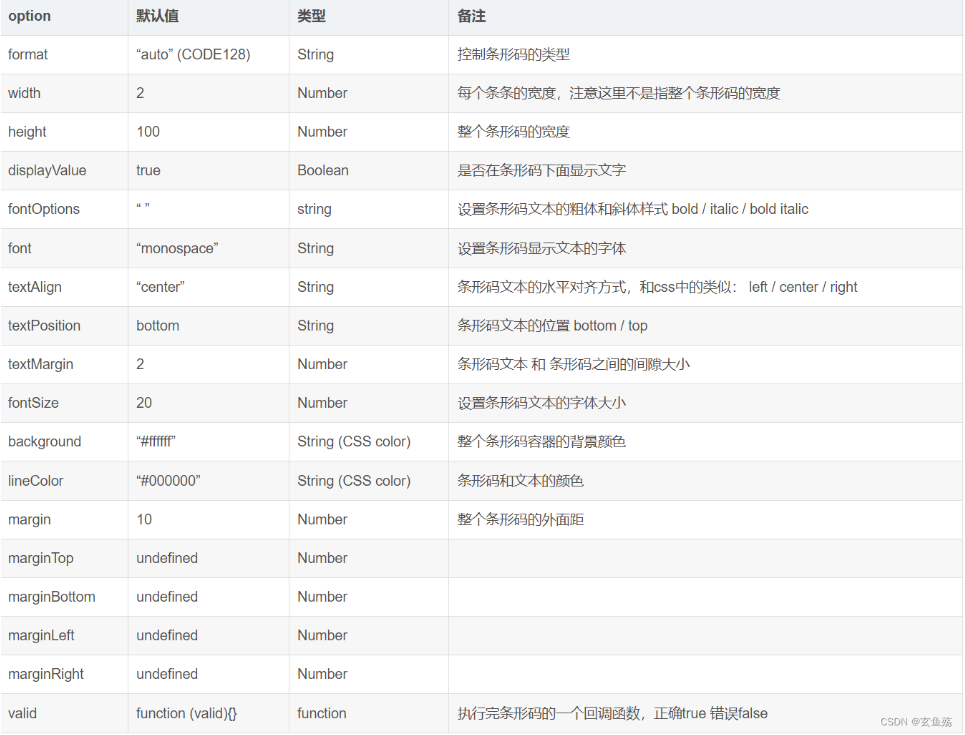 option 默认值 类型 备注
format “auto” (CODE128) String 控制条形码的类型
width 2 Number 每个条条的宽度，注意这里不是指整个条形码的宽度
height 100 Number 整个条形码的宽度
displayValue true Boolean 是否在条形码下面显示文字
fontOptions “ ” string 设置条形码文本的粗体和斜体样式 bold / italic / bold italic
font “monospace” String 设置条形码显示文本的字体
textAlign “center” String 条形码文本的水平对齐方式，和css中的类似： left / center / right
textPosition bottom String 条形码文本的位置 bottom / top
textMargin 2 Number 条形码文本 和 条形码之间的间隙大小
fontSize 20 Number 设置条形码文本的字体大小
background “#ffffff” String (CSS color) 整个条形码容器的背景颜色
lineColor “#000000” String (CSS color) 条形码和文本的颜色
margin 10 Number 整个条形码的外面距
marginTop undefined Number
marginBottom undefined Number
marginLeft undefined Number
marginRight undefined Number
valid function (valid){} function 执行完条形码的一个回调函数，正确true 错误false
CSDN @玄鱼殇